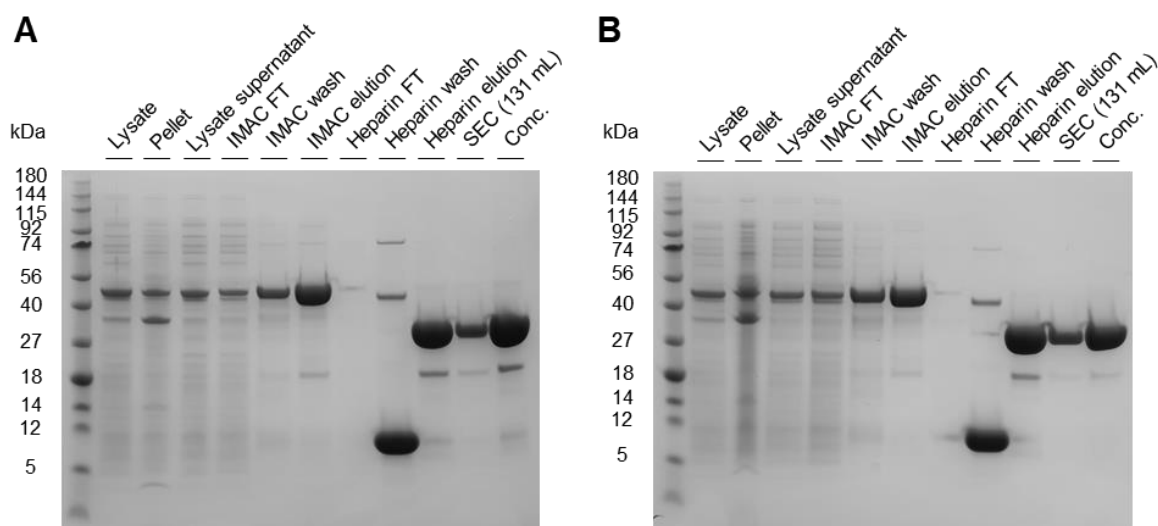 A
kDa
Lysate
Pellet
Lysate supernatant
IMAC FT
IMAC wash
IMAC elution
Heparin FT
Heparin wash
Heparin elution
SEC (131 mL)
Conc.
180
144
115
92
74
56
40
27
18
14
12
5
B
kDa
Lysate
Pellet
Lysate supernatant
IMAC FT
IMAC wash
IMAC elution
Heparin FT
Heparin wash
Heparin elution
SEC (131 mL)
Conc.
180
144
115
92
74
56
40
27
18
14
12
5